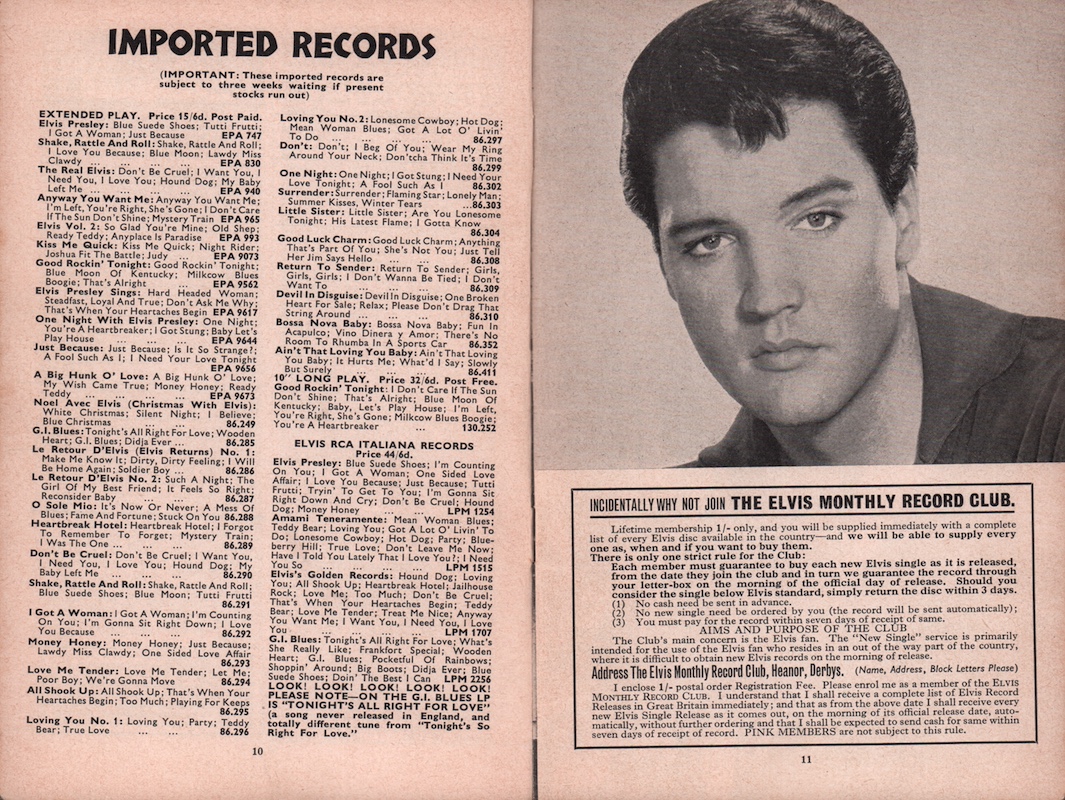 IMPORTED RECORDS
(IMPORTANT: These imported records are
subject to three weeks waiting if present
stocks run out)
EXTENDED PLAY. Price 15/6d. Post Paid.
Elvis Presley: Blue Suede Shoes; Tutti Frutti;
I Got A Woman; Just Because EPA 747
Shake, Rattle And Roll: Shake, Rattle And Roll;
I Love You Because; Blue Moon; Lawdy Miss
Clawdy ... ... ... ... EPA 830
The Real Elvis: Don't Be Cruel; I Want You, I
Need You, I Love You; Hound Dog; My Baby
Left Me ... ... ... EPA 940
Anyway You Want Me: Anyway You Want Me;
I'm Left, You're Right, She's Gone; I Don't Care
If The Sun Don't Shine; Mystery Train EPA 965
Elvis Vol. 2: So Glad You're Mine; Old Shep;
Ready Teddy; Anyplace Is Paradise EPA 993
Kiss Me Quick: Kiss Me Quick; Night Rider;
Joshua Fit The Battle; Judy ... EPA 9073
Good Rockin' Tonight: Good Rockin' Tonight;
Blue Moon Of Kentucky; Milkcow Blues
Boogie; That's Alright ... EPA 9562
Elvis Presley Sings: Hard Headed Woman;
Steadfast, Loyal And True; Don't Ask Me Why;
That's When Your Heartaches Begin EPA 9617
One Night With Elvis Presley: One Night;
You're A Heartbreaker; I Got Stung; Baby Let's
Play House ... ... ... EPA 9644
Just Because: Just Because; Is It So Strange?;
A Fool Such As I; I Need Your Love Tonight
EPA 9656
A Big Hunk O' Love: A Big Hunk O' Love;
My Wish Came True; Money Honey; Ready
Teddy ... ... ... ... EPA 9673
Noel Avec Elvis (Christmas With Elvis):
White Christmas; Silent Night; I Believe;
Blue Christmas ... ... ... 86.249
G.I. Blues: Tonight's All Right For Love; Wooden
Heart; G.I. Blues; Didja Ever ... 86.285
Le Retour D'Elvis (Elvis Returns) No. 1:
Make Me Know It; Dirty, Dirty Feeling; I Will
Be Home Again; Soldier Boy ... 86.286
Le Retour D'Elvis No. 2: Such A Night; The
Girl Of My Best Friend; It Feels So Right;
Reconsider Baby ... ... 86.287
O Sole Mio: It's Now Or Never; A Mess Of
Blues; Fame And Fortune; Stuck On You 86.288
Heartbreak Hotel: Heartbreak Hotel; I Forgot
To Remember To Forget; Mystery Train;
I Was The One ... ... ... 86.289
Don't Be Cruel: Don't Be Cruel; I Want You,
I Need You, I Love You; Hound Dog; My
Baby Left Me ... ... ... 86.290
Shake, Rattle And Roll: Shake, Rattle And Roll;
Blue Suede Shoes; Blue Moon; Tutti Frutti
86.291
I Got A Woman: I Got A Woman; I'm Counting
On You; I'm Gonna Sit Right Down; I Love
You Because ... ... ... 86.292
Money Honey: Money Honey; Just Because;
Lawdy Miss Clawdy; One Sided Love Affair
86.293
Love Me Tender: Love Me Tender; Let Me;
Poor Boy; We're Gonna Move 86.294
All Shook Up: All Shook Up; That's When Your
Heartaches Begin; Too Much; Playing For Keeps
86.295
Loving You No. 1: Loving You; Party; Teddy
Bear; True Love ... ... 86.296
10
Loving You No. 2: Lonesome Cowboy; Hot Dog;
Mean Woman Blues; Got A Lot O' Livin'
To Do ... ... ... ... 86.297
Don't: Don't; I Beg Of You; Wear My Ring
Around Your Neck; Don'tcha Think It's Time
86.299
One Night: One Night; I Got Stung; I Need Your
Love Tonight; A Fool Such As I 86.302
Surrender: Surrender; Flaming Star; Lonely Man;
Summer Kisses, Winter Tears ...86.303
Little Sister: Little Sister; Are You Lonesome
Tonight; His Latest Flame; I Gotta Know
86.304
Good Luck Charm: Good Luck Charm; Anything
That's Part Of You; She's Not You; Just Tell
Her Jim Says Hello ... ... 86.308
Return To Sender: Return To Sender; Girls,
Girls, Girls; I Don't Wanna Be Tied; I Don't
Want To ... ... ... 86.309
Devil In Disguise: Devil In Disguise; One Broken
Heart For Sale; Relax; Please Don't Drag That
String Around ... ... ... 86.310
Bossa Nova Baby: Bossa Nova Baby; Fun In
Acapulco; Vino Dinera y Amor; There's No
Room To Rhumba In A Sports Car 86.352
Ain't That Loving You Baby: Ain't That Loving
You Baby; It Hurts Me; What'd I Say; Slowly
But Surely ... ... ... 86.411
10" LONG PLAY. Price 32/6d. Post Free.
Good Rockin' Tonight: I Don't Care If The Sun
Don't Shine; That's Alright; Blue Moon Of
Kentucky; Baby, Let's Play House; I'm Left,
You're Right, She's Gone; Milkcow Blues Boogie;
You're A Heartbreaker ... 130.252
ELVIS RCA ITALIANA RECORDS
Price 44/6d.
Elvis Presley: Blue Suede Shoes; I'm Counting
On You; I Got A Woman; One Sided Love
Affair; I Love You Because; Just Because; Tutti
Frutti; Tryin' To Get To You; I'm Gonna Sit
Right Down And Cry; Don't Be Cruel; Hound
Dog; Money Honey ... LPM 1254
Amami Teneramente: Mean Woman Blues;
Teddy Bear; Loving You; Got A Lot O' Livin' To
Do; Lonesome Cowboy; Hot Dog; Party; Blue-
berry Hill; True Love; Don't Leave Me Now;
Have I Told You Lately That I Love You?; I Need
You So ... ... ... LPM 1515
Elvis's Golden Records: Hound Dog; Loving
You; All Shook Up; Heartbreak Hotel; Jailhouse
Rock; Love Me; Too Much; Don't Be Cruel;
That's When Your Heartaches Begin; Teddy
Bear; Love Me Tender; Treat Me Nice; Anyway
You Want Me; I Want You, I Need You, I Love
You ... ... ... ... LPM 1707
G.I. Blues: Tonight's All Right For Love; What's
She Really Like; Frankfort Special; Wooden
Heart; G.I. Blues; Pocketful Of Rainbows;
Shoppin' Around; Big Boots; Didja Ever; Blue
Suede Shoes; Doin' The Best I Can LPM 2256
LOOK! LOOK! LOOK! LOOK! LOOK!
PLEASE NOTE—ON THE G.I. BLUES LP
IS "TONIGHT'S ALL RIGHT FOR LOVE"
(a song never released in England, and
totally different tune from "Tonight's So
Right For Love."
INCIDENTALLY WHY NOT JOIN THE ELVIS MONTHLY RECORD CLUB.
Lifetime membership 1/- only, and you will be supplied immediately with a complete
list of every Elvis disc available in the country—and we will be able to supply every
one as, when and if you want to buy them.
There is only one strict rule for the Club:
Each member must guarantee to buy each new Elvis single as it is released,
from the date they join the club and in turn we guarantee the record through
your letter-box on the morning of the official day of release. Should you
consider the single below Elvis standard, simply return the disc within 3 days.
(1) No cash need be sent in advance.
(2) No new single need be ordered by you (the record will be sent automatically);
(3) You must pay for the record within seven days of receipt of same.
AIMS AND PURPOSE OF THE CLUB
The Club's main concern is the Elvis fan. The "New Single" service is primarily
intended for the use of the Elvis fan who resides in an out of the way part of the country,
where it is difficult to obtain new Elvis records on the morning of release.
Address The Elvis Monthly Record Club, Heanor, Derbys. (Name, Address, Block Letters Please)
I enclose 1/- postal order Registration Fee. Please enrol me as a member of the ELVIS
MONTHLY RECORD CLUB. I understand that I shall receive a complete list of Elvis Record
Releases in Great Britain immediately; and that as from the above date I shall receive every
new Elvis Single Release as it comes out, on the morning of its official release date, auto-
matically, without further ordering and that I shall be expected to send cash for same within
seven days of receipt of record. PINK MEMBERS are not subject to this rule.
11